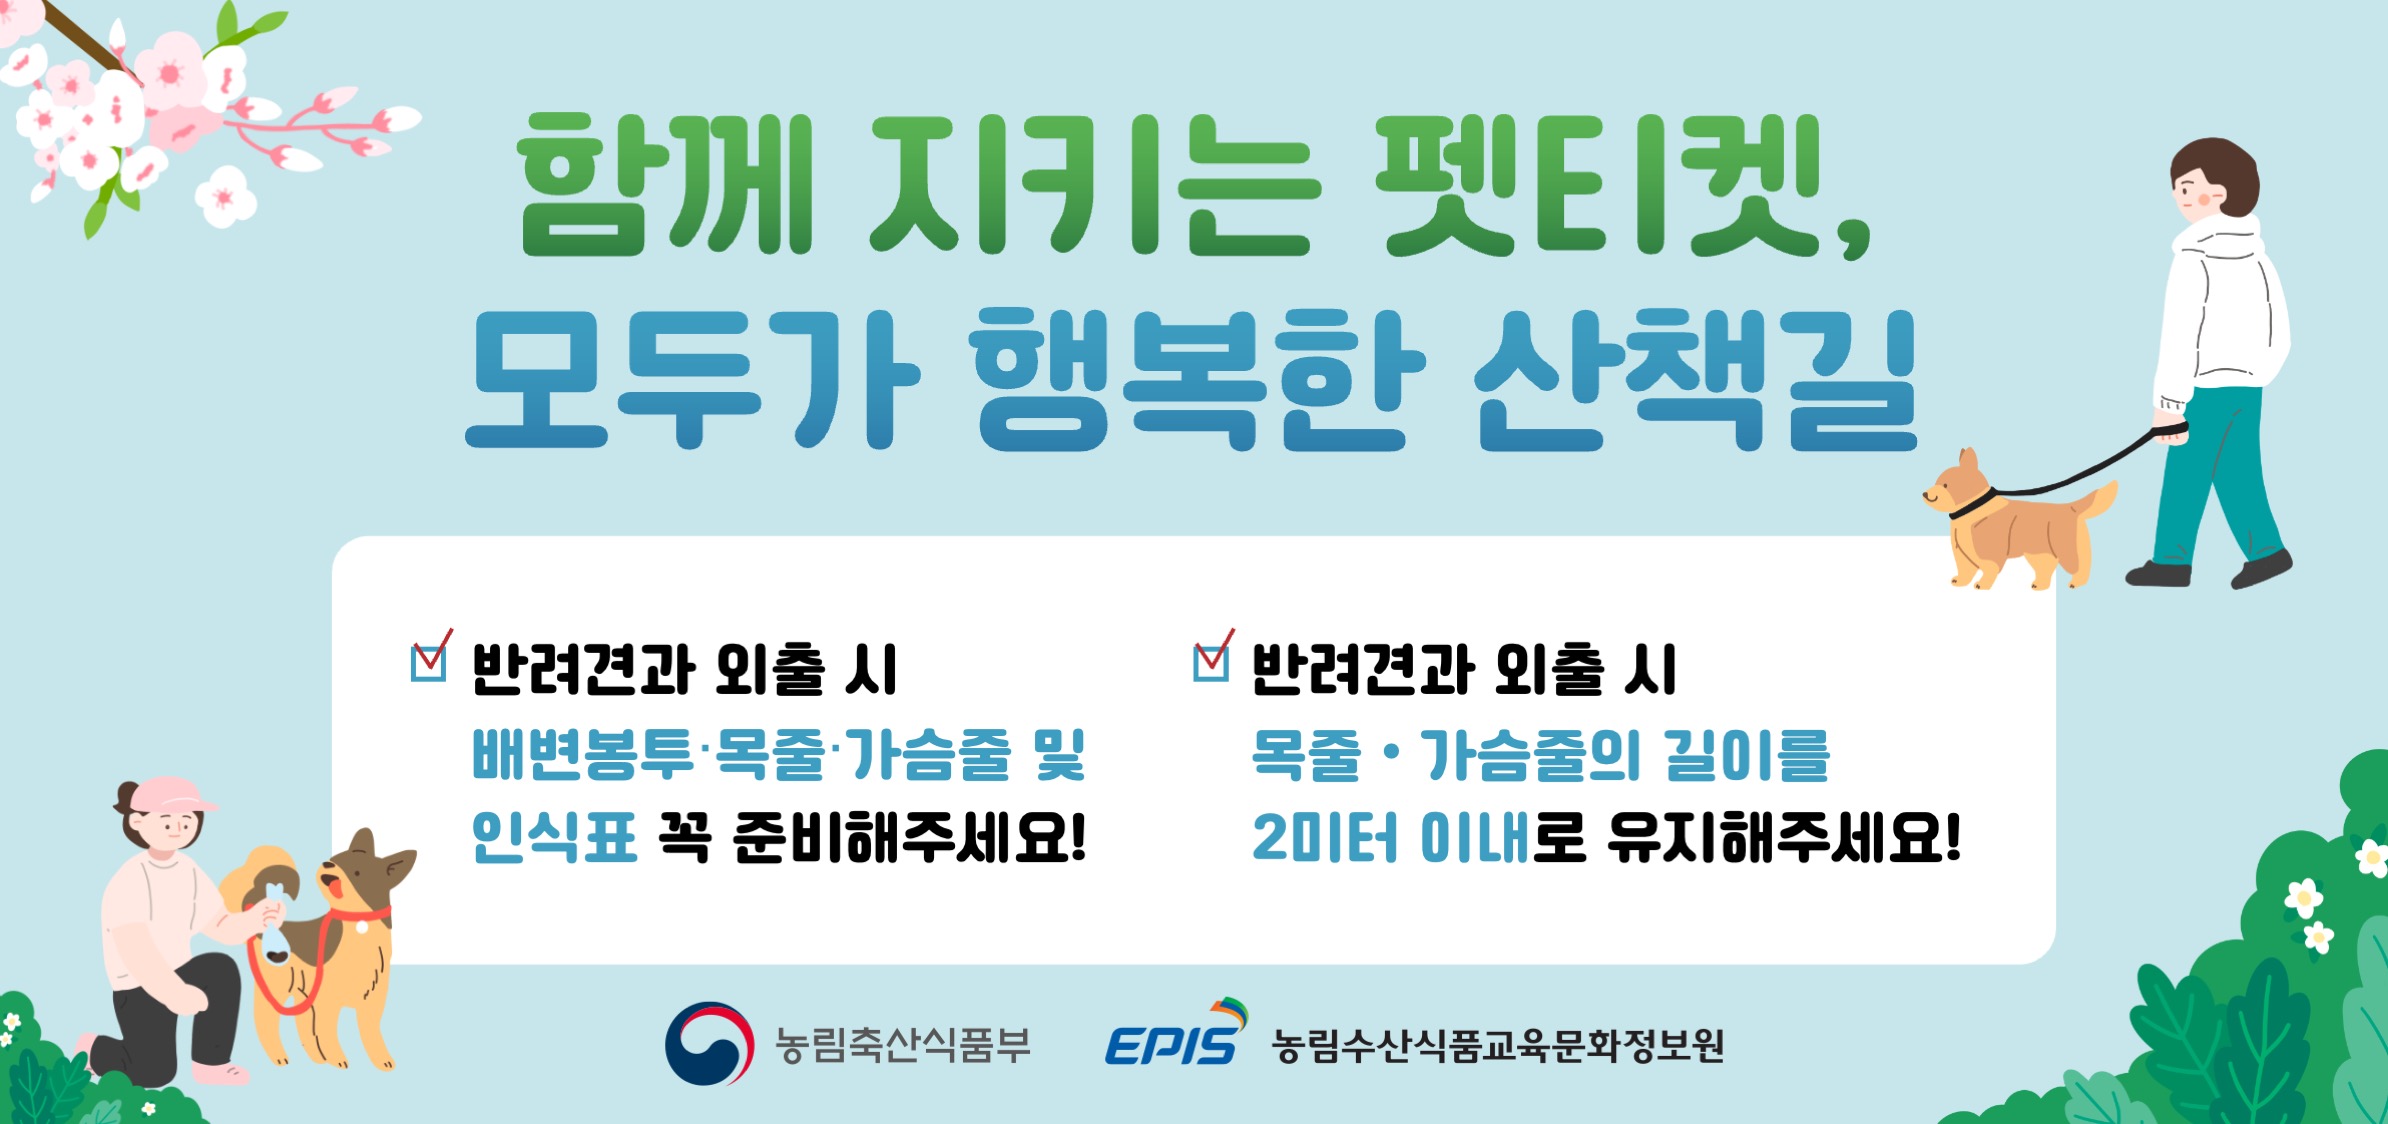 함께 지키는 펫티켓,
모두가 행복한 산책길
반려견과 외출 시
배변봉투·목줄·가슴줄 및
인식표 꼭 준비해주세요!
반려견과 외출 시
목줄・가슴줄의 길이를
2미터 이내로 유지해주세요!
농림축산식품부
EPIS 농림수산식품교육문화정보원